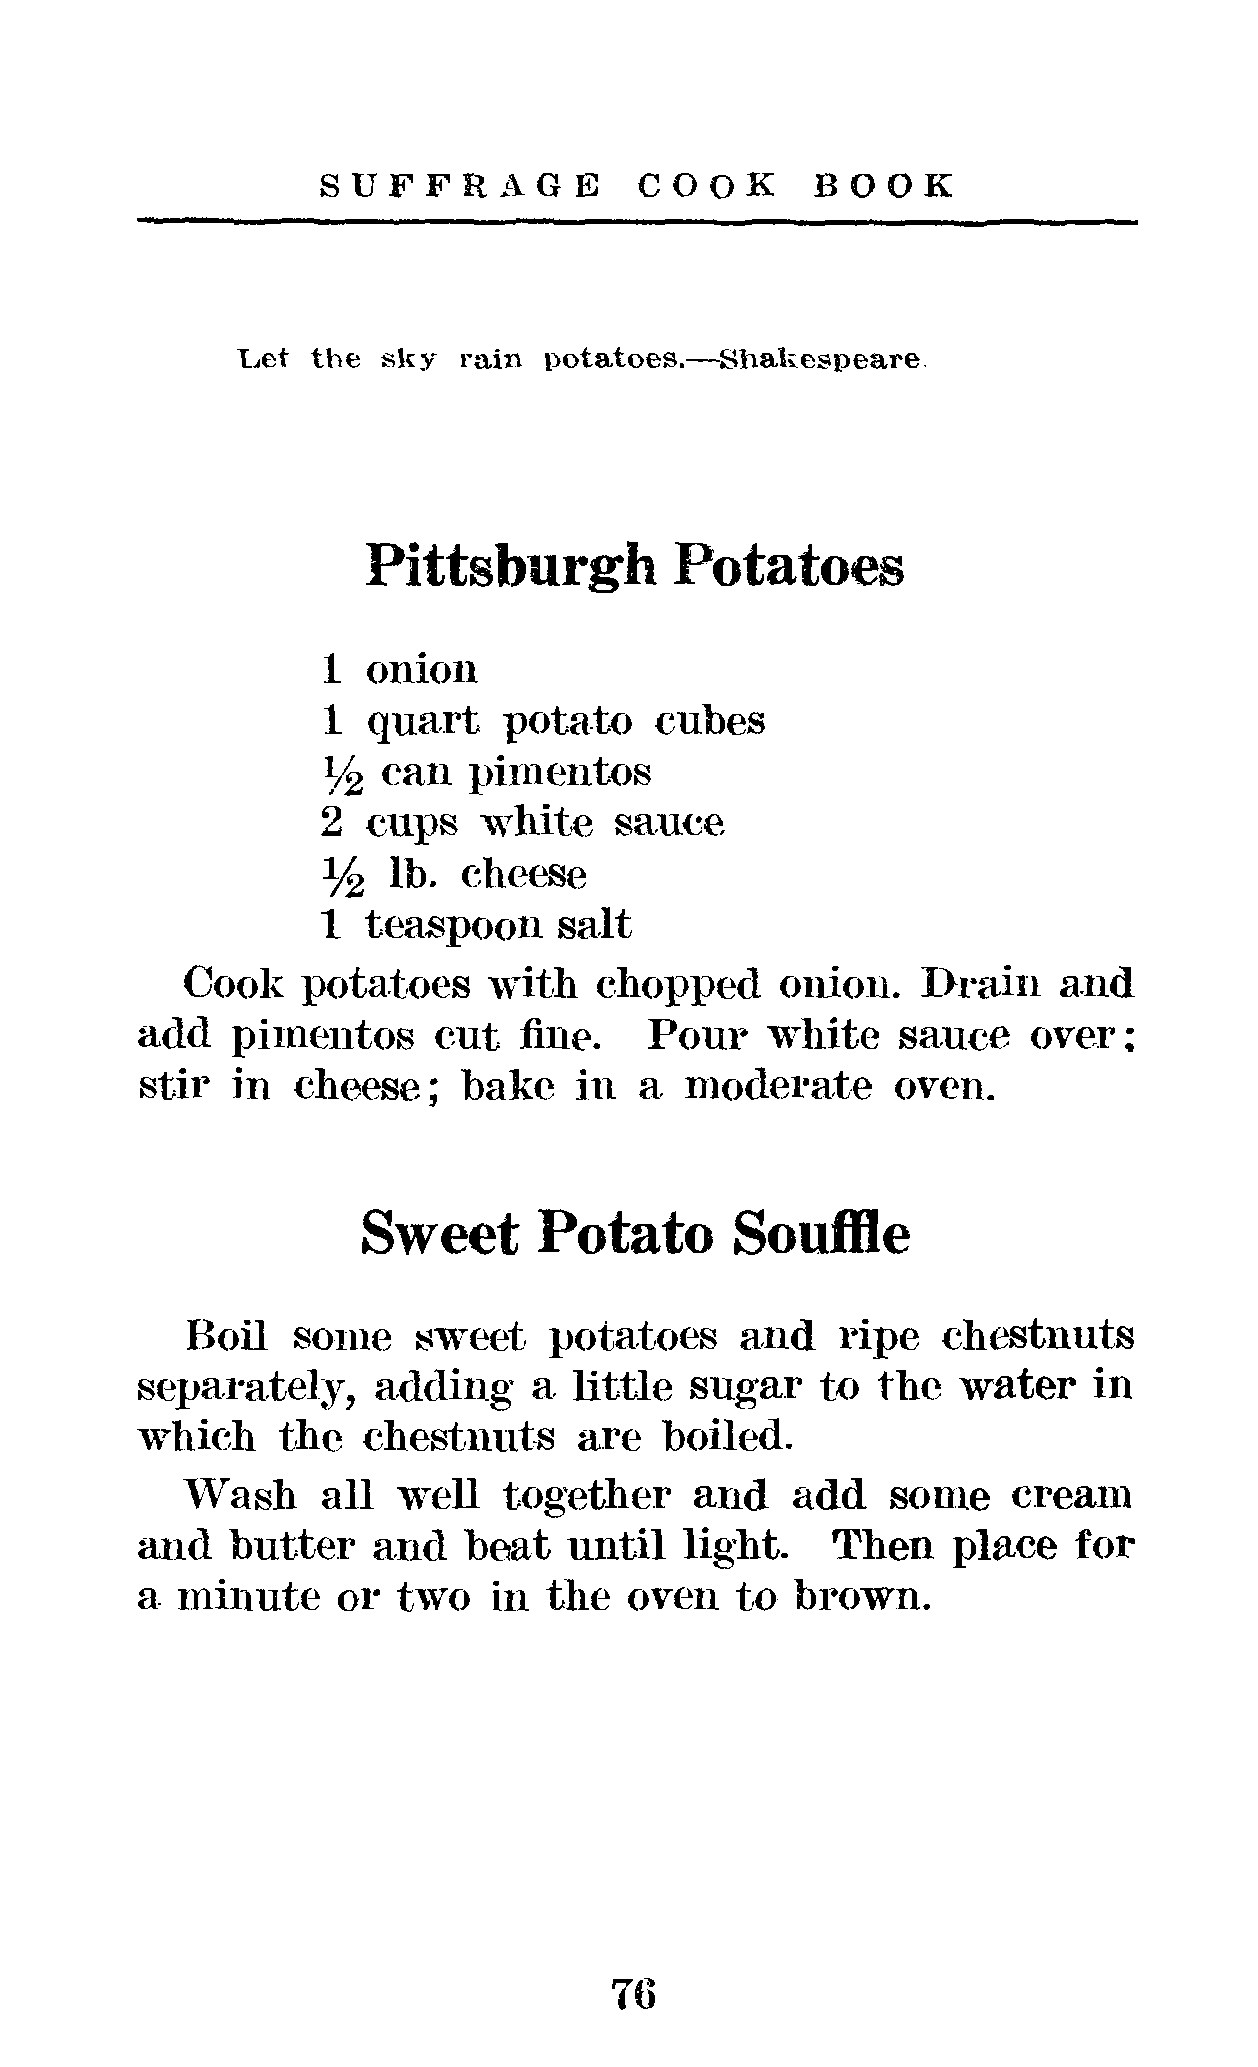 SUFFRAGE COOK BOOK
Let the sky rain potatoes.—Shakespeare.
Pittsburgh Potatoes
1 onion
1 quart potato cubes
½ can pimentos
2 cups white sauce
½ lb. cheese
1 teaspoon salt
Cook potatoes with chopped onion. Drain and
add pimentos cut fine. Pour white sauce over;
stir in cheese; bake in a moderate oven.
Sweet Potato Souffle
Boil some sweet potatoes and ripe chestnuts
separately, adding a little sugar to the water in
which the chestnuts are boiled.
Wash all well together and add some cream
and butter and beat until light. Then place for
a minute or two in the oven to brown.
76